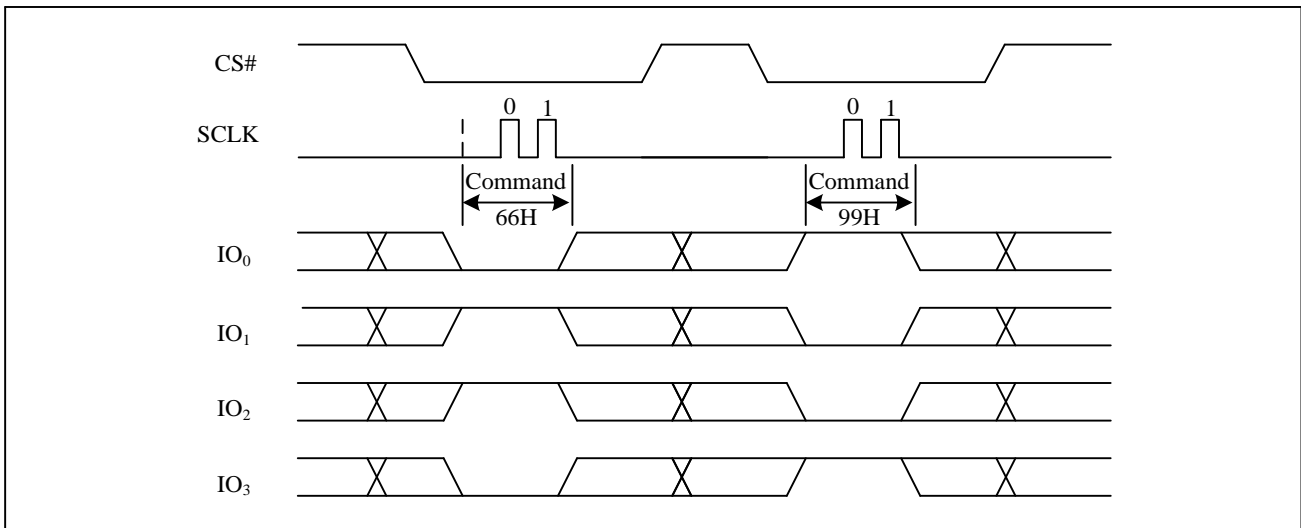 CS#
0 1 0 1
SCLK
Command Command
66H 99H
IO₀
IO₁
IO₂
IO₃